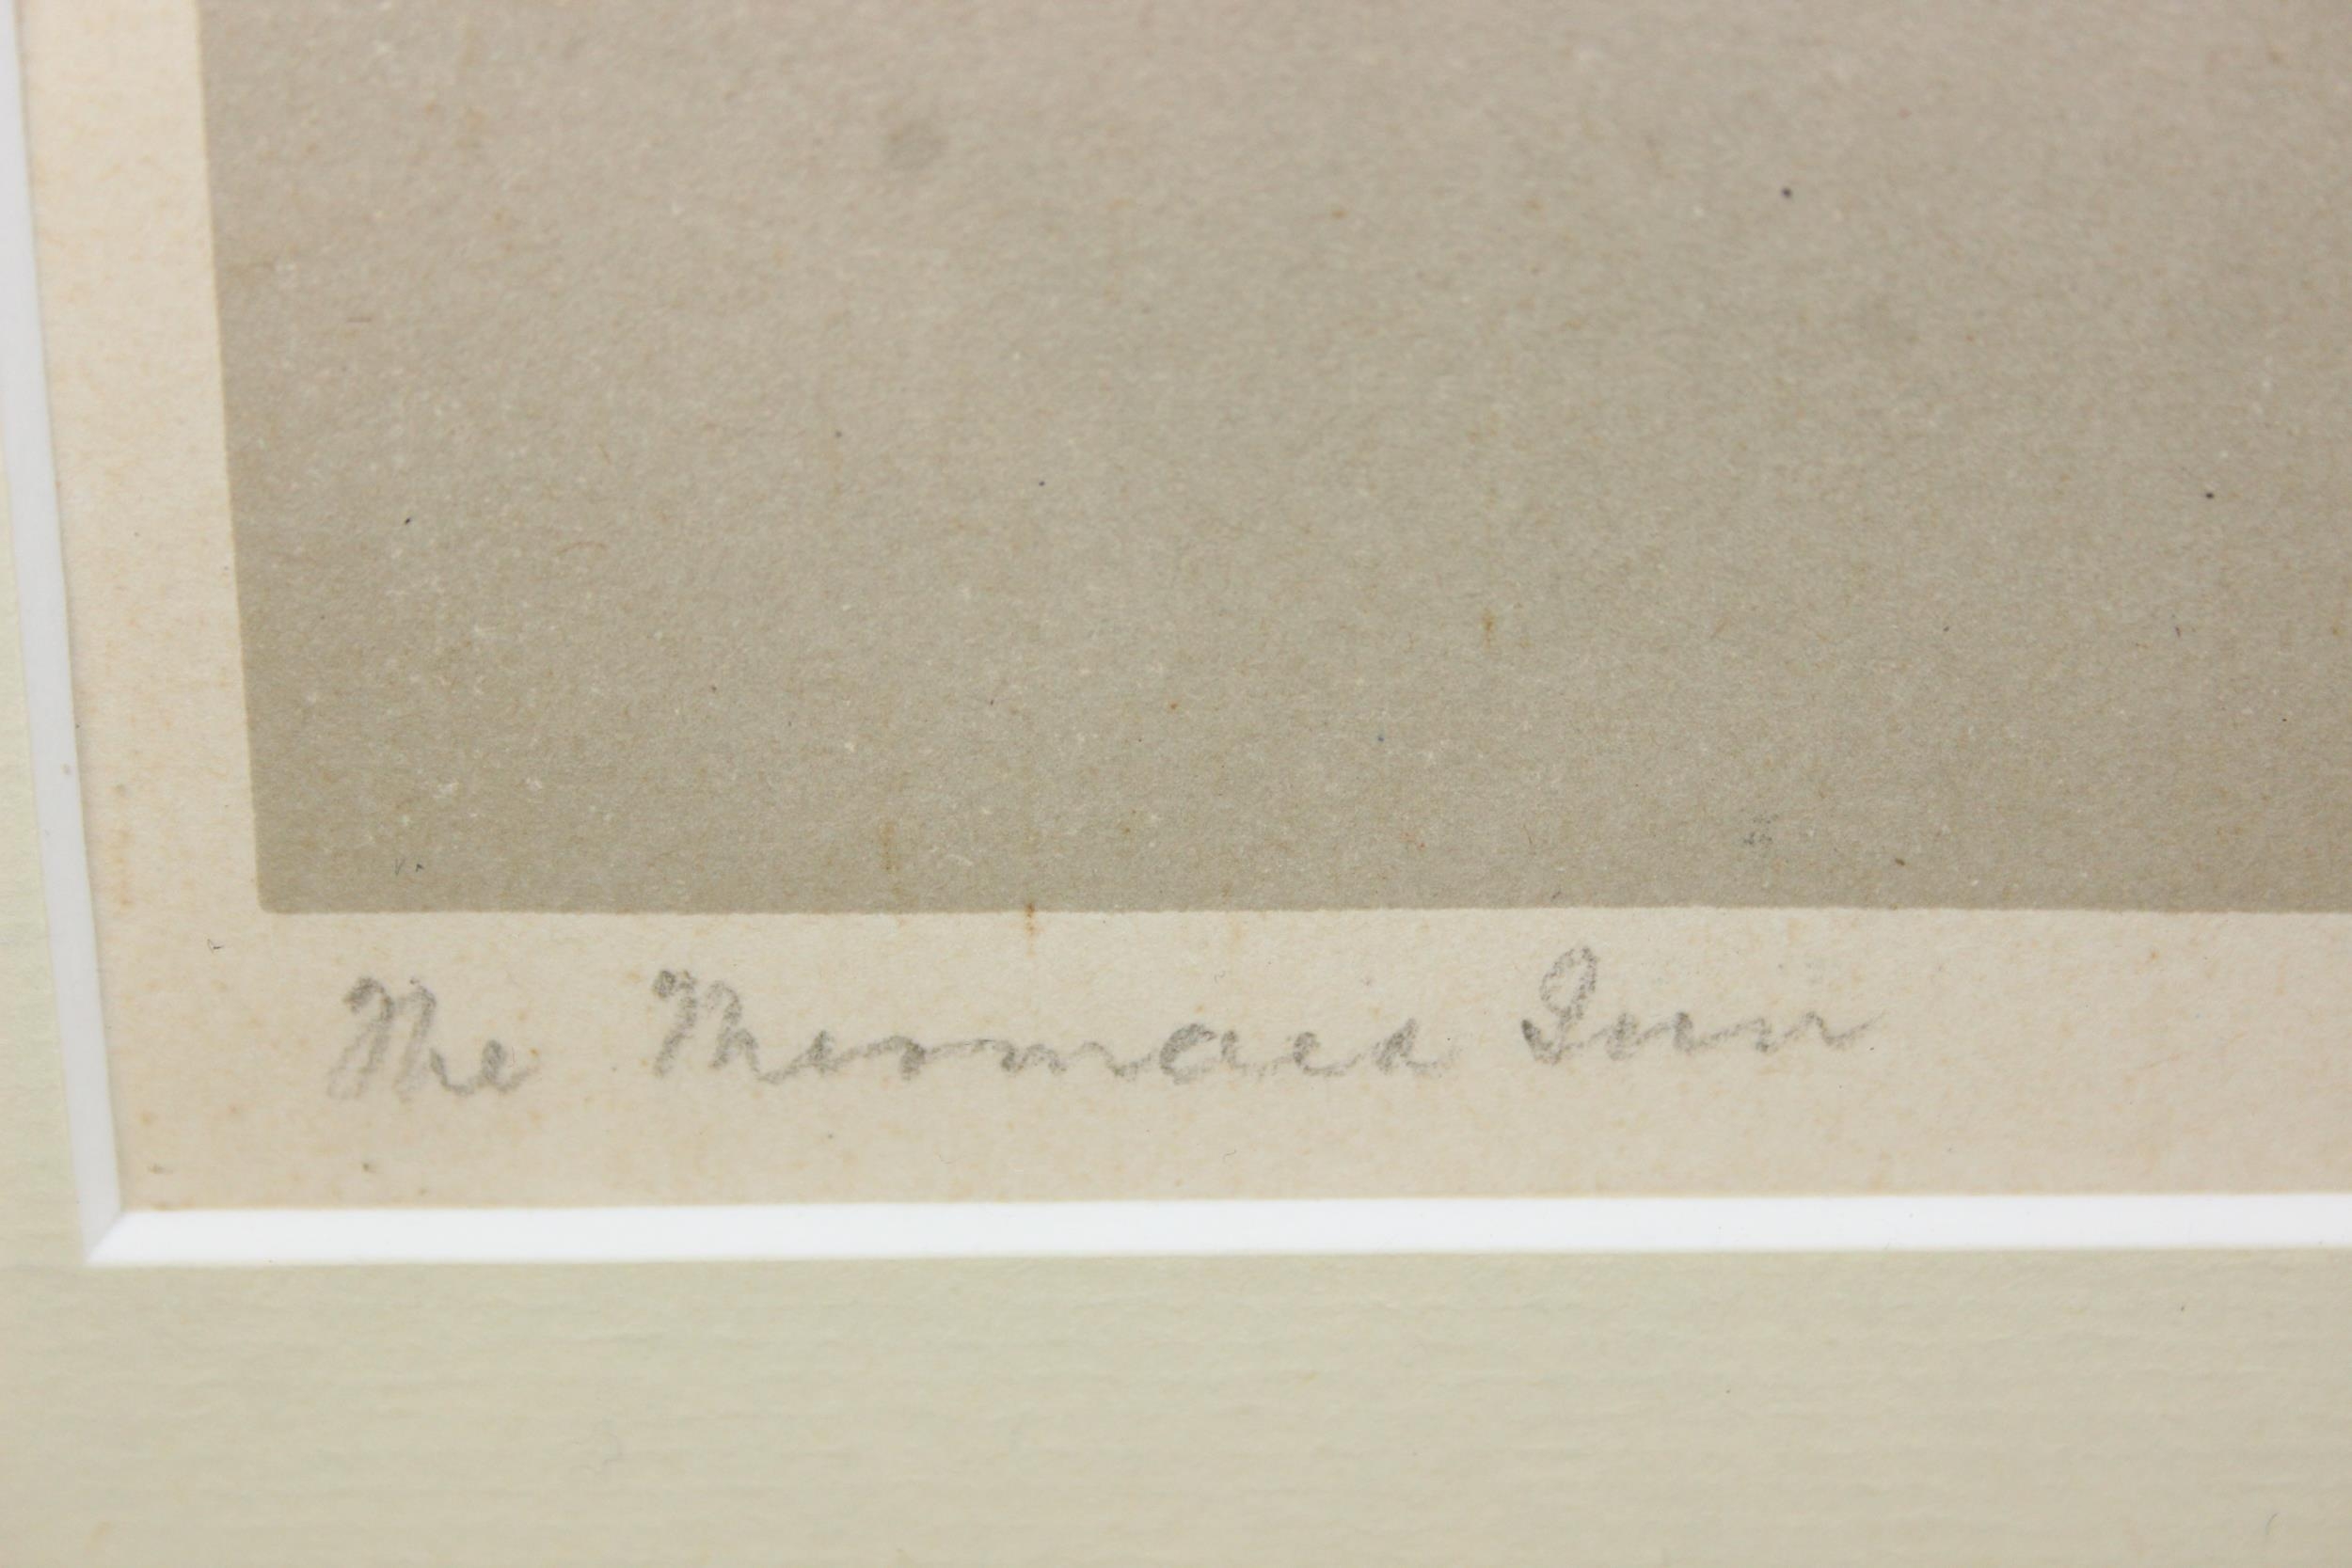 The Mermaid Inn